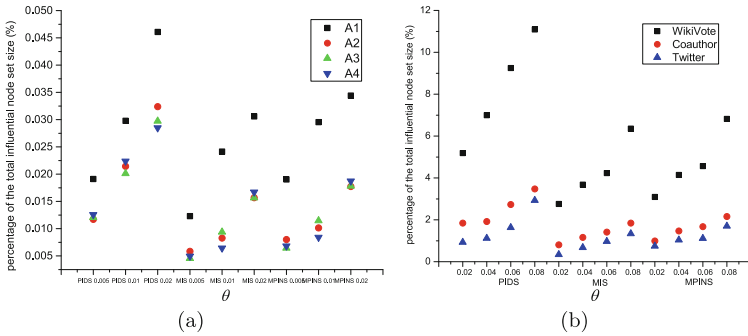 percentage of the total influential node set size (%)
0.050
0.045
0.040
0.035
0.030
0.025
0.020
0.015
0.010
0.005
A1
A2
A3
A4
PIDS 0.005 PIDS 0.01 PIDS 0.02 MIS 0.005 MIS 0.01 MIS 0.02 MPINS 0.005 MPINS 0.01 MPINS 0.02
θ
(a)
percentage of the total influential node set size (%)
12
10
8
6
4
2
0
WikiVote
Coauthor
Twitter
0.02 0.04 0.06 0.08 0.02 0.04 0.06 0.08 0.02 0.04 0.06 0.08
PIDS MIS MPINS
θ
(b)